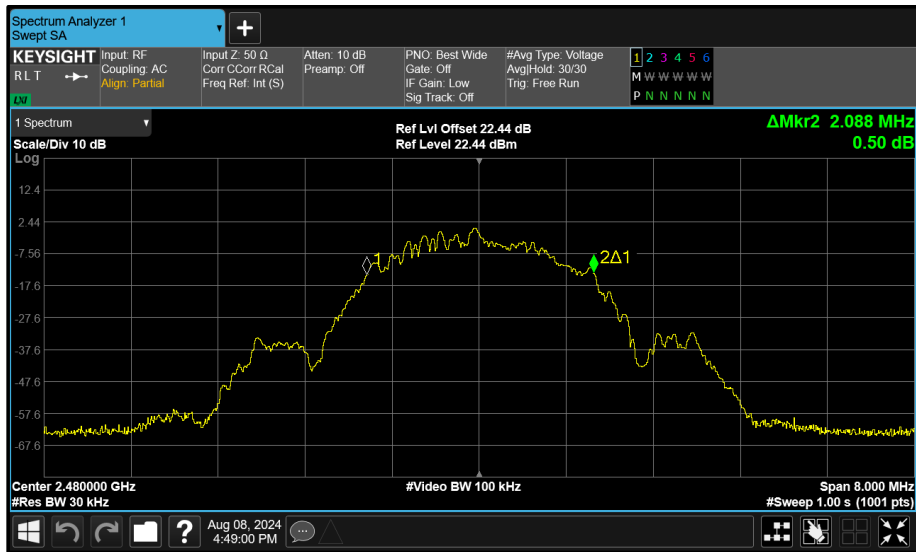 Spectrum Analyzer 1
Swept SA
KEYSIGHT
RLT
LXI
Input: RF
Coupling: AC
Align: Partial
Input Z: 50 Ω
Corr CCorr RCal
Freq Ref: Int (S)
Atten: 10 dB
Preamp: Off
PNO: Best Wide
Gate: Off
IF Gain: Low
Sig Track: Off
#Avg Type: Voltage
Avg|Hold: 30/30
Trig: Free Run
1 2 3 4 5 6
M W W W W W
P N N N N N
1 Spectrum
Scale/Div 10 dB
Log
Ref Lvl Offset 22.44 dB
Ref Level 22.44 dBm
ΔMkr2 2.088 MHz
0.50 dB
12.4
2.44
-7.56
-17.6
-27.6
-37.6
-47.6
-57.6
-67.6
1
2Δ1
Center 2.480000 GHz
#Res BW 30 kHz
#Video BW 100 kHz
Span 8.000 MHz
#Sweep 1.00 s (1001 pts)
?
Aug 08, 2024
4:49:00 PM